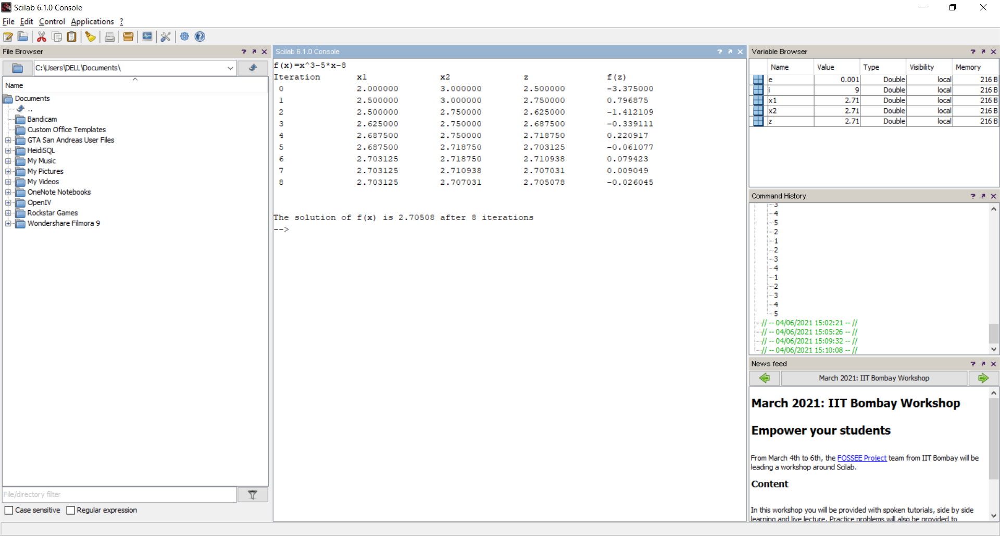 Scilab 6.1.0 Console
File Edit Control Applications ?
File Browser
C:\Users\DELL\Documents\
Name
Documents
..
Bandicam
Custom Office Templates
GTA San Andreas User Files
HeidiSQL
My Music
My Pictures
My Videos
OneNote Notebooks
OpenIV
Rockstar Games
Wondershare Filmora 9
File/directory filter
Case sensitive Regular expression
Scilab 6.1.0 Console
f(x)=x^3-5*x-8
Iteration x1 x2 z f(z)
0 2.000000 3.000000 2.500000 -3.375000
1 2.500000 3.000000 2.750000 0.796875
2 2.500000 2.750000 2.625000 -1.412109
3 2.625000 2.750000 2.687500 -0.339111
4 2.687500 2.750000 2.718750 0.220917
5 2.687500 2.718750 2.703125 -0.061077
6 2.703125 2.718750 2.710938 0.079423
7 2.703125 2.710938 2.707031 0.009049
8 2.703125 2.707031 2.705078 -0.026045
The solution of f(x) is 2.70508 after 8 iterations
-->
Variable Browser
Name Value Type Visibility Memory
e 0.001 Double local 216 B
i 9 Double local 216 B
x1 2.71 Double local 216 B
x2 2.71 Double local 216 B
z 2.71 Double local 216 B
Command History
3
4
5
2
1
2
3
4
1
2
3
4
5
// -- 04/06/2021 15:02:21 -- //
// -- 04/06/2021 15:05:26 -- //
// -- 04/06/2021 15:09:32 -- //
// -- 04/06/2021 15:10:08 -- //
News feed
March 2021: IIT Bombay Workshop
March 2021: IIT Bombay Workshop
Empower your students
From March 4th to 6th, the FOSSEE Project team from IIT Bombay will be
leading a workshop around Scilab.
Content
In this workshop you will be provided with spoken tutorials, side by side
learning and live lecture. Practice problems will also be provided to